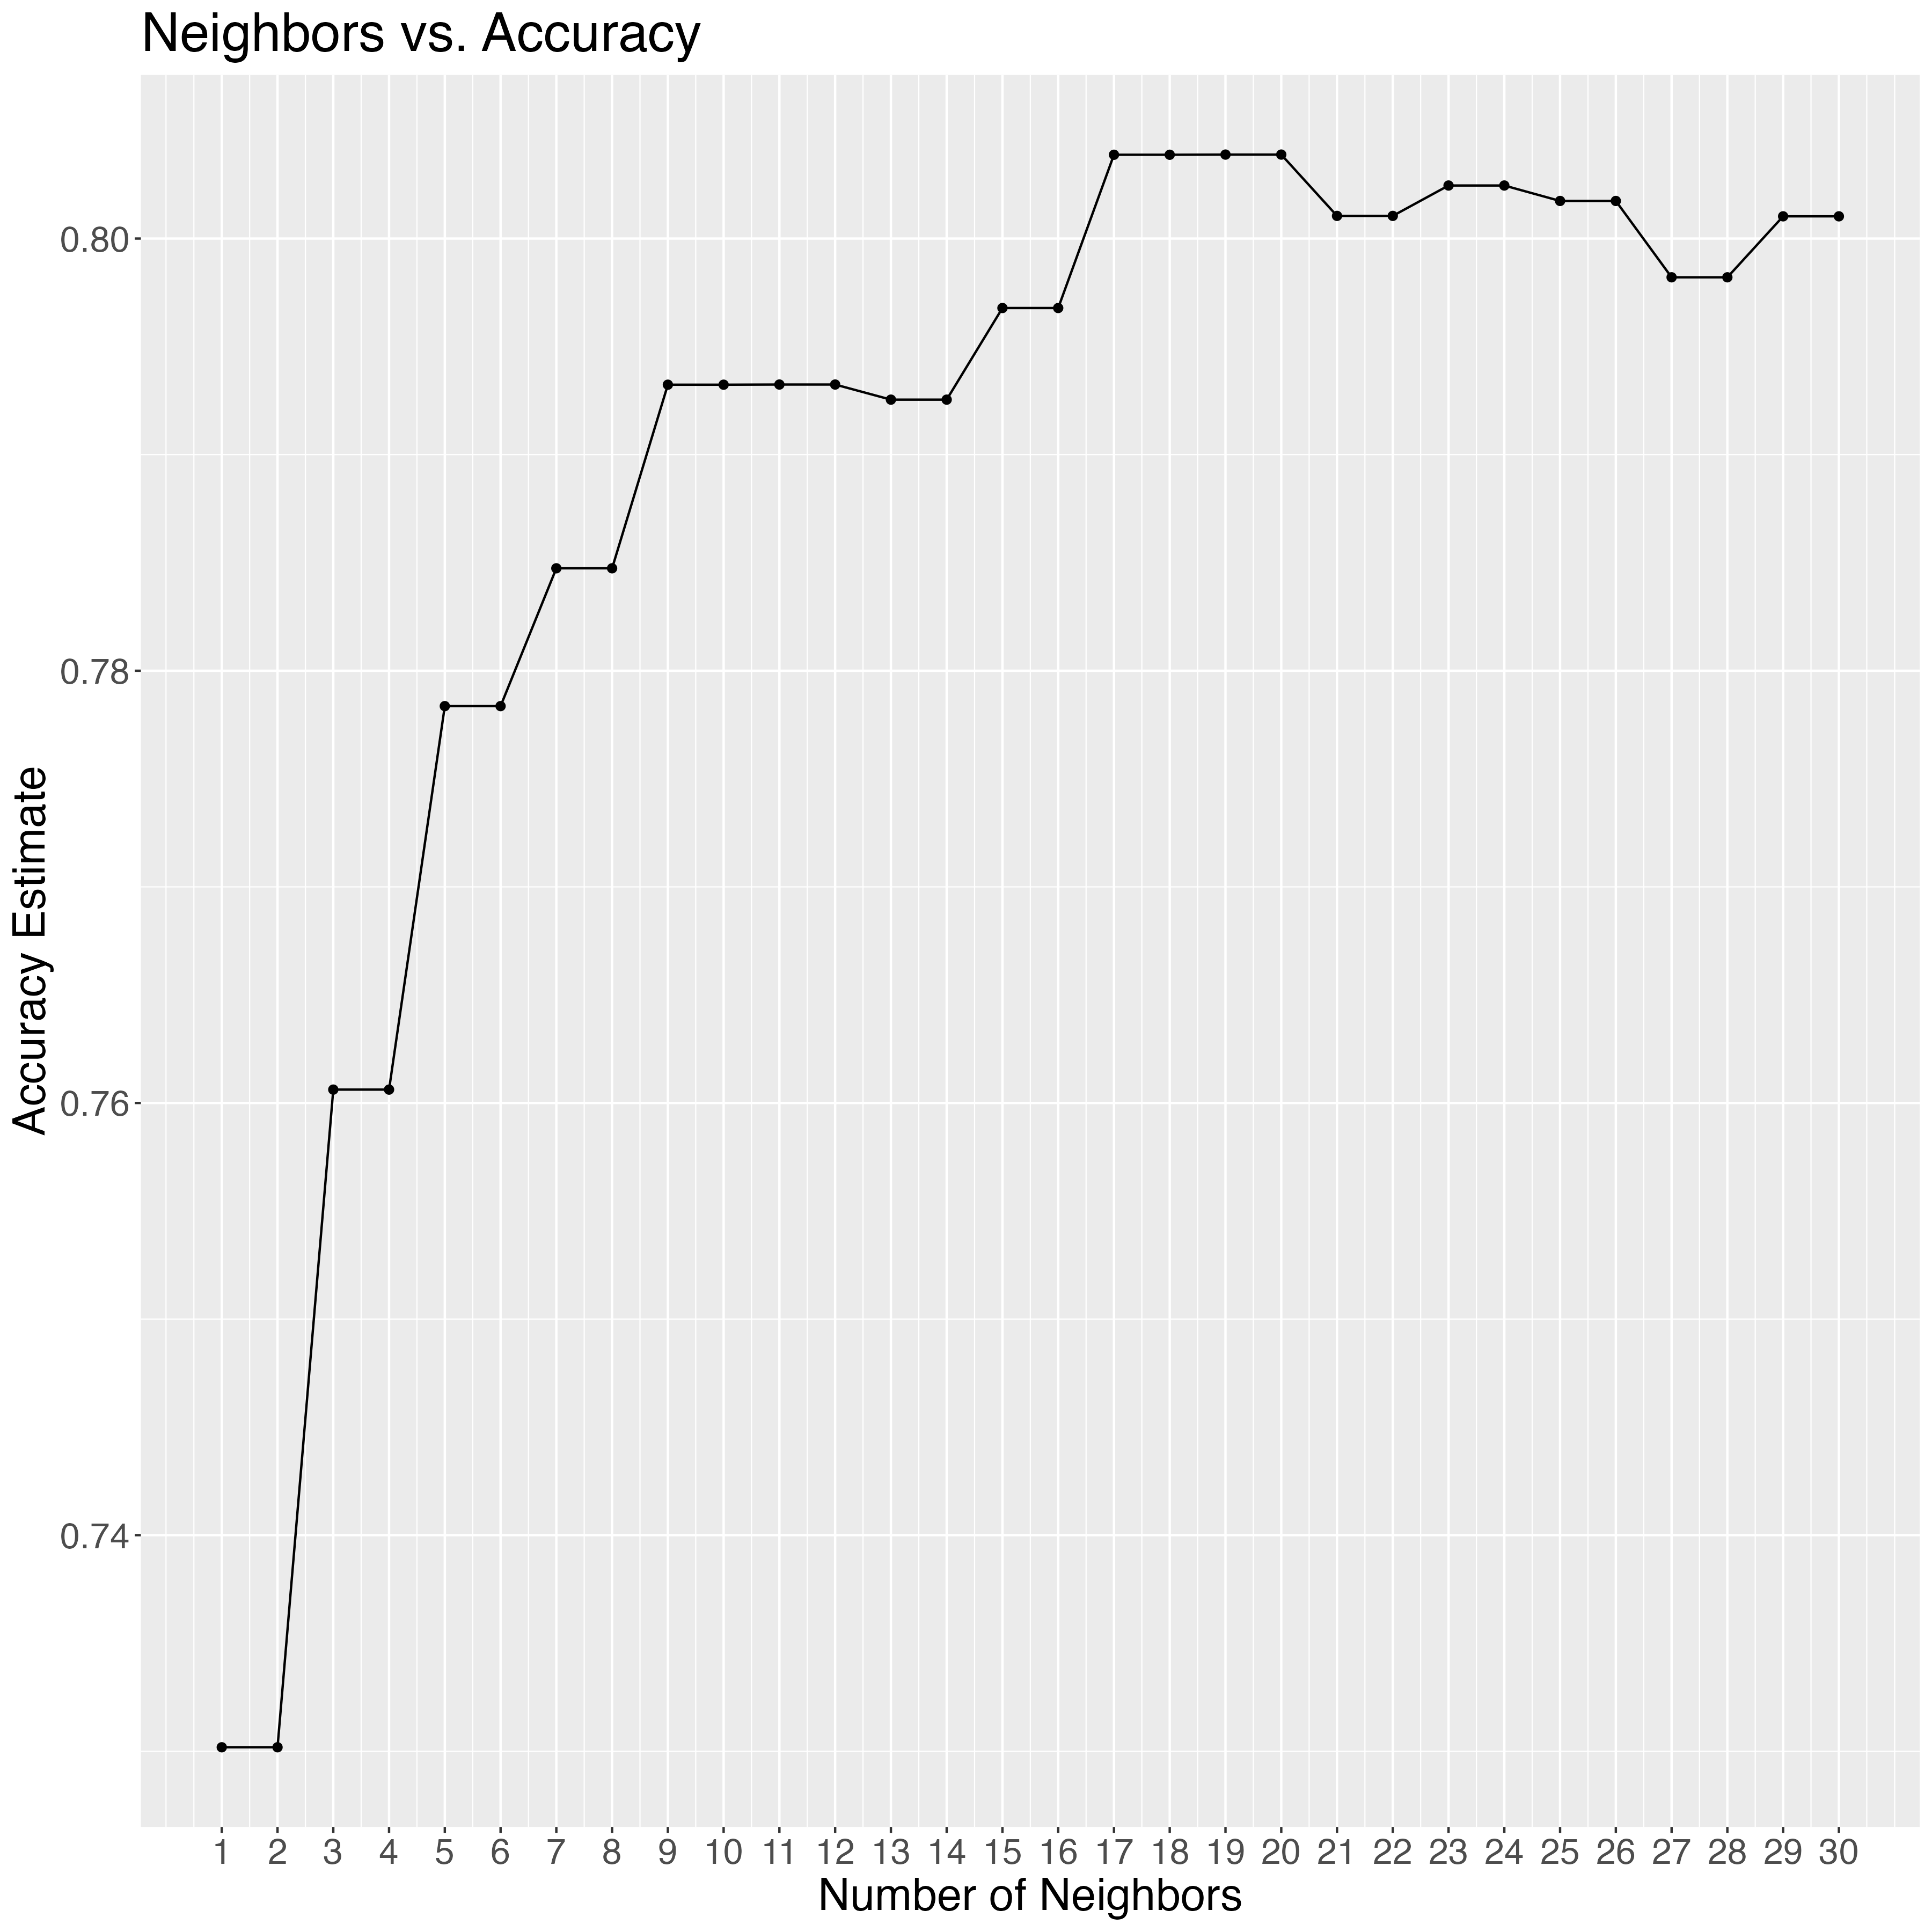 Neighbors vs. Accuracy
Accuracy Estimate
0.80
0.78
0.76
0.74
1 2 3 4 5 6 7 8 9 10 11 12 13 14 15 16 17 18 19 20 21 22 23 24 25 26 27 28 29 30
Number of Neighbors